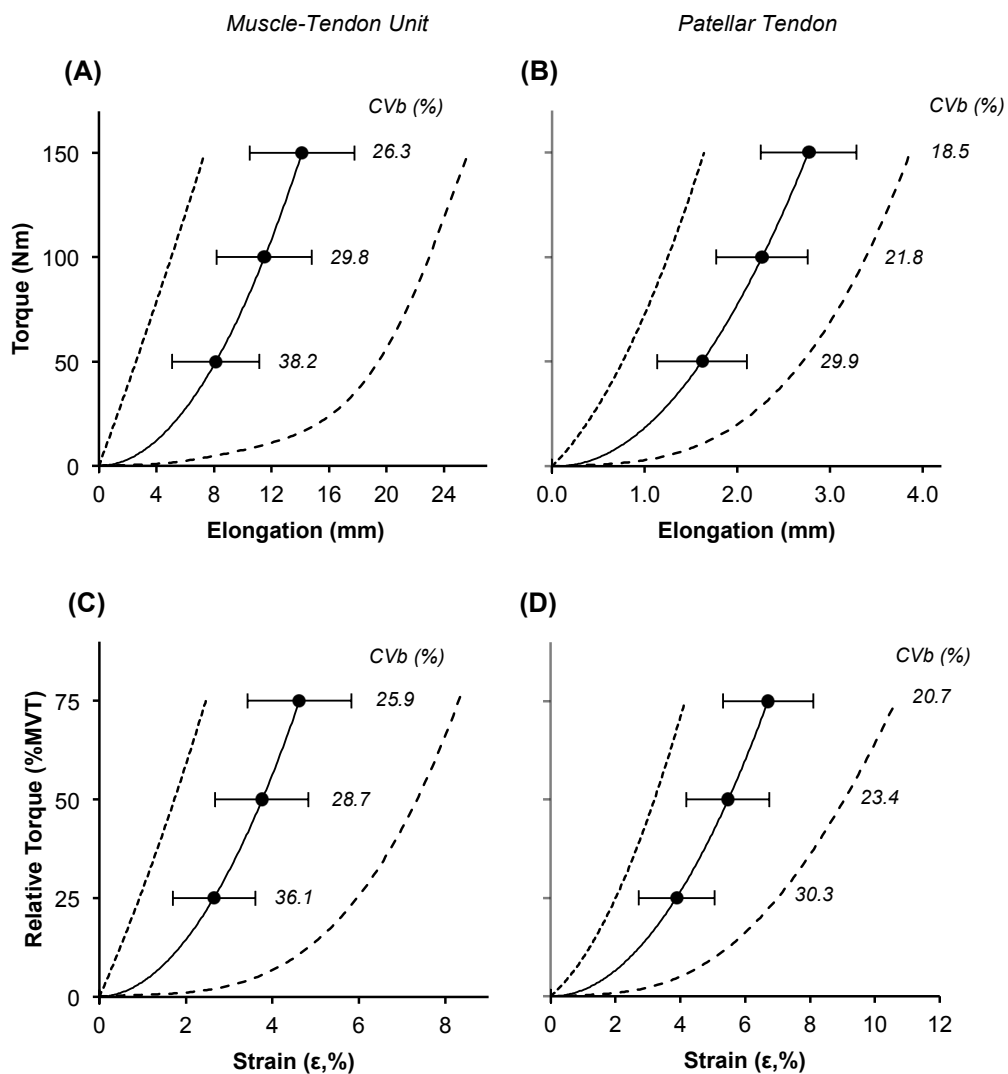 Muscle-Tendon Unit
Patellar Tendon
(A)
(B)
CVb (%)
CVb (%)
150
26.3
18.5
100
29.8
21.8
50
38.2
29.9
0
Torque (Nm)
0 4 8 12 16 20 24
0.0 1.0 2.0 3.0 4.0
Elongation (mm)
Elongation (mm)
(C)
(D)
CVb (%)
CVb (%)
75
25.9
20.7
50
28.7
23.4
25
36.1
30.3
0
Relative Torque (%MVT)
0 2 4 6 8
0 2 4 6 8 10 12
Strain (ε,%)
Strain (ε,%)